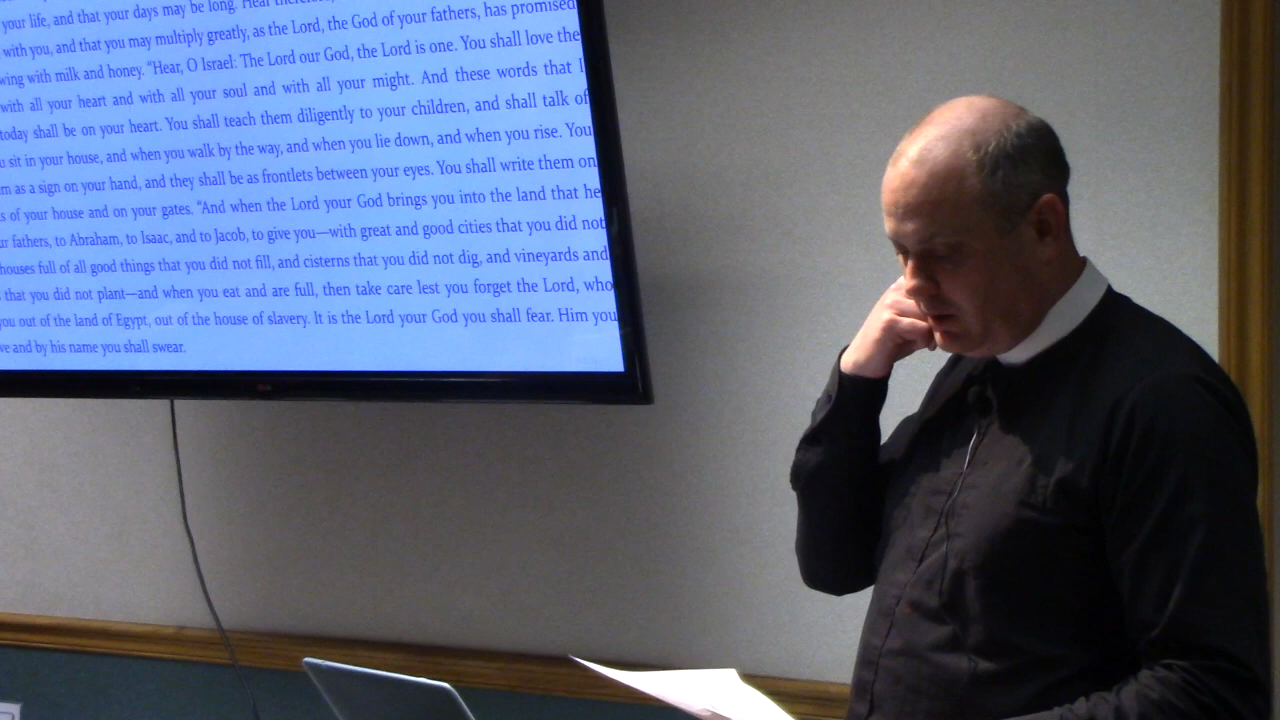 your life, and that your days may be long. Hear therefore,
with you, and that you may multiply greatly, as the Lord, the God of your fathers, has promised
wing with milk and honey. “Hear, O Israel: The Lord our God, the Lord is one. You shall love the
with all your heart and with all your soul and with all your might. And these words that I
today shall be on your heart. You shall teach them diligently to your children, and shall talk of
u sit in your house, and when you walk by the way, and when you lie down, and when you rise. You
m as a sign on your hand, and they shall be as frontlets between your eyes. You shall write them on
s of your house and on your gates. “And when the Lord your God brings you into the land that he
ur fathers, to Abraham, to Isaac, and to Jacob, to give you—with great and good cities that you did not
houses full of all good things that you did not fill, and cisterns that you did not dig, and vineyards and
that you did not plant—and when you eat and are full, then take care lest you forget the Lord, who
you out of the land of Egypt, out of the house of slavery. It is the Lord your God you shall fear. Him you
ve and by his name you shall swear.
LG